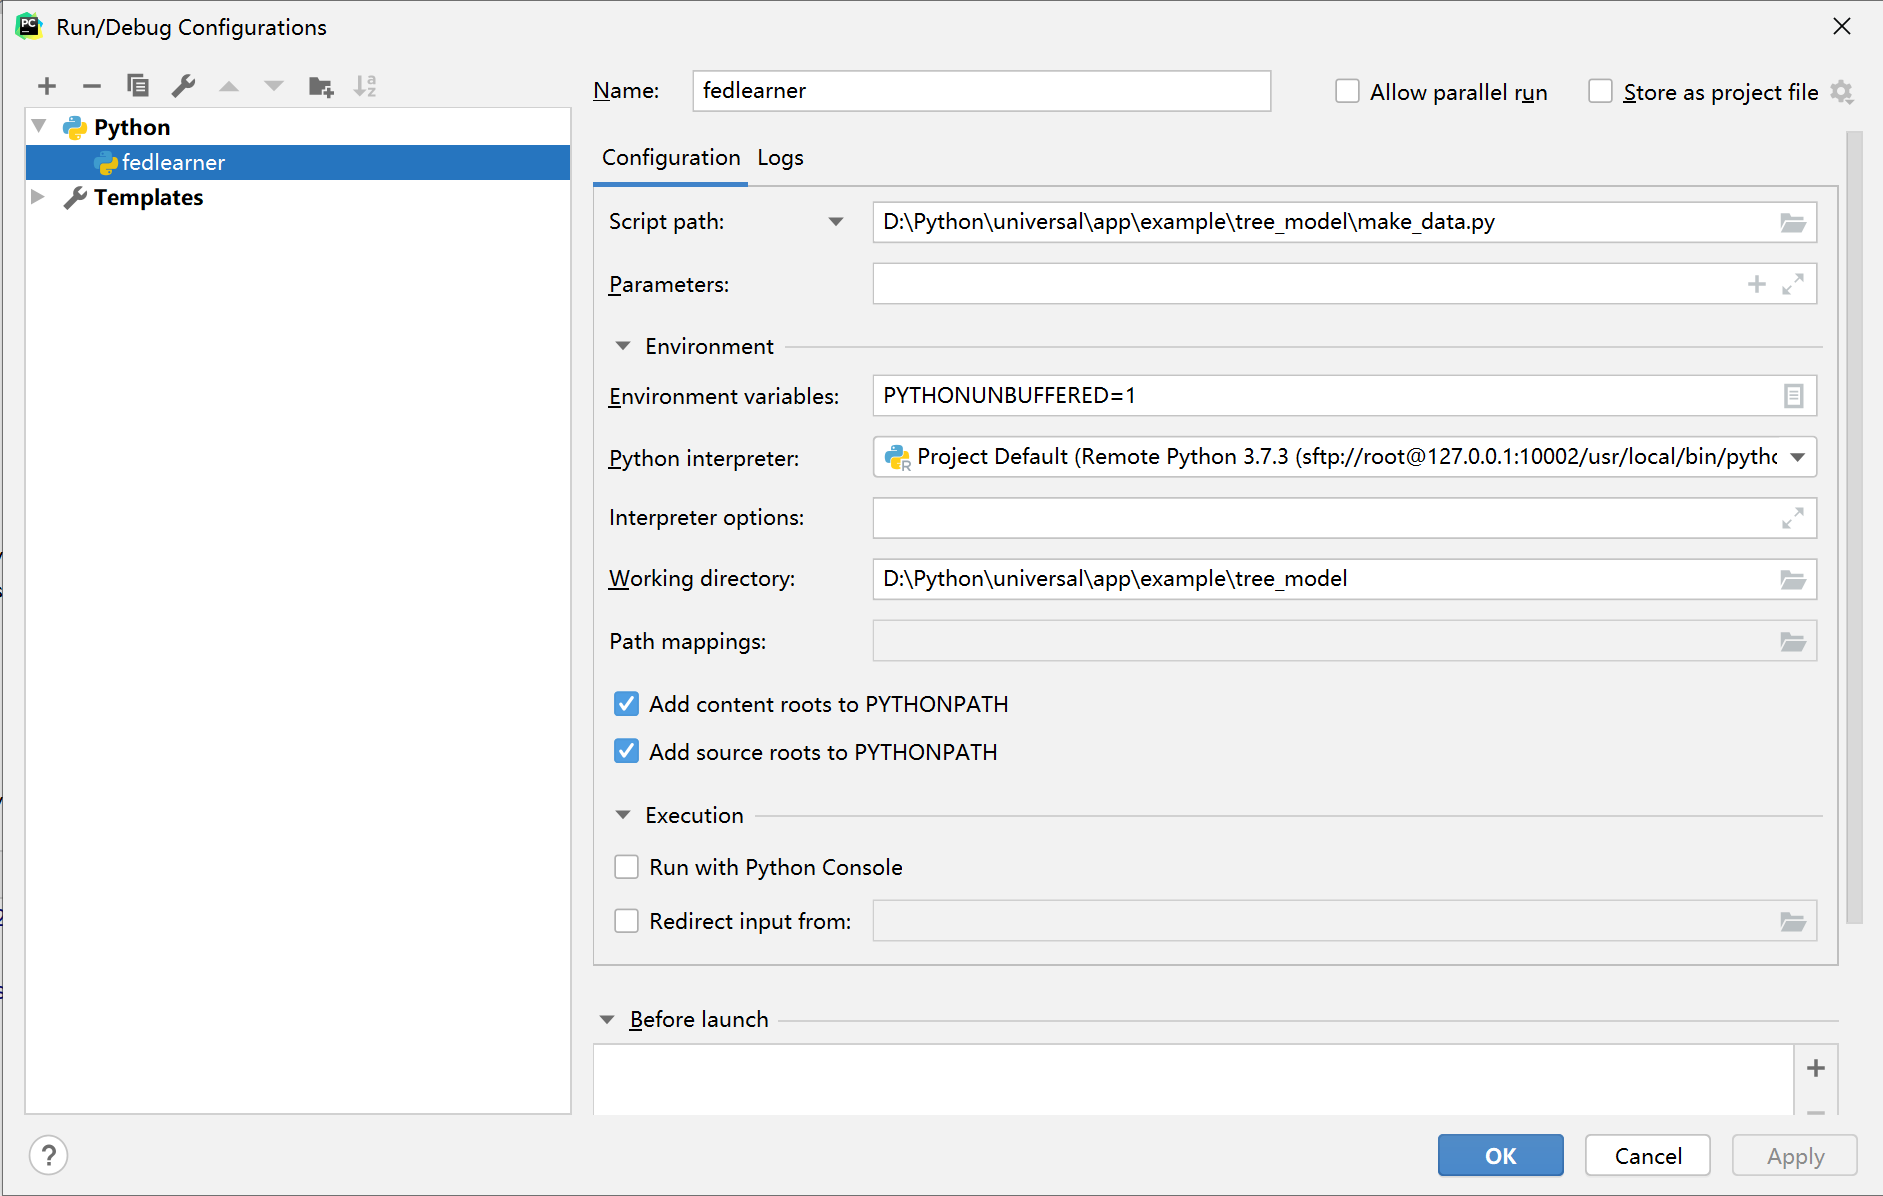 Run/Debug Configurations
Python
fedlearner
Templates
Name:
fedlearner
Allow parallel run
Store as project file
Configuration
Logs
Script path:
D:\Python\universal\app\example\tree_model\make_data.py
Parameters:
Environment
Environment variables:
PYTHONUNBUFFERED=1
Python interpreter:
Project Default (Remote Python 3.7.3 (sftp://root@127.0.0.1:10002/usr/local/bin/pythc
Interpreter options:
Working directory:
D:\Python\universal\app\example\tree_model
Path mappings:
Add content roots to PYTHONPATH
Add source roots to PYTHONPATH
Execution
Run with Python Console
Redirect input from:
Before launch
?
OK
Cancel
Apply